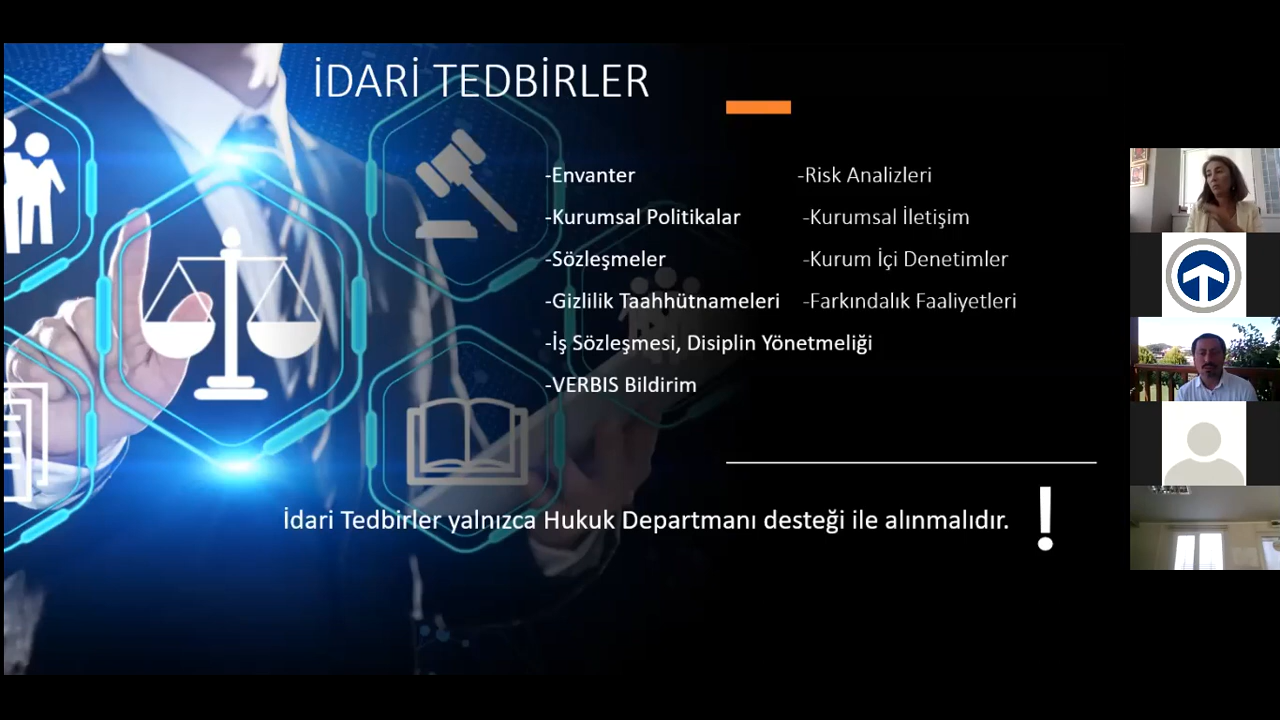 İDARİ TEDBİRLER
-Envanter
-Kurumsal Politikalar
-Sözleşmeler
-Gizlilik Taahhütnameleri
-İş Sözleşmesi, Disiplin Yönetmeliği
-VERBIS Bildirim
-Risk Analizleri
-Kurumsal İletişim
-Kurum İçi Denetimler
-Farkındalık Faaliyetleri
İdari Tedbirler yalnızca Hukuk Departmanı desteği ile alınmalıdır. !